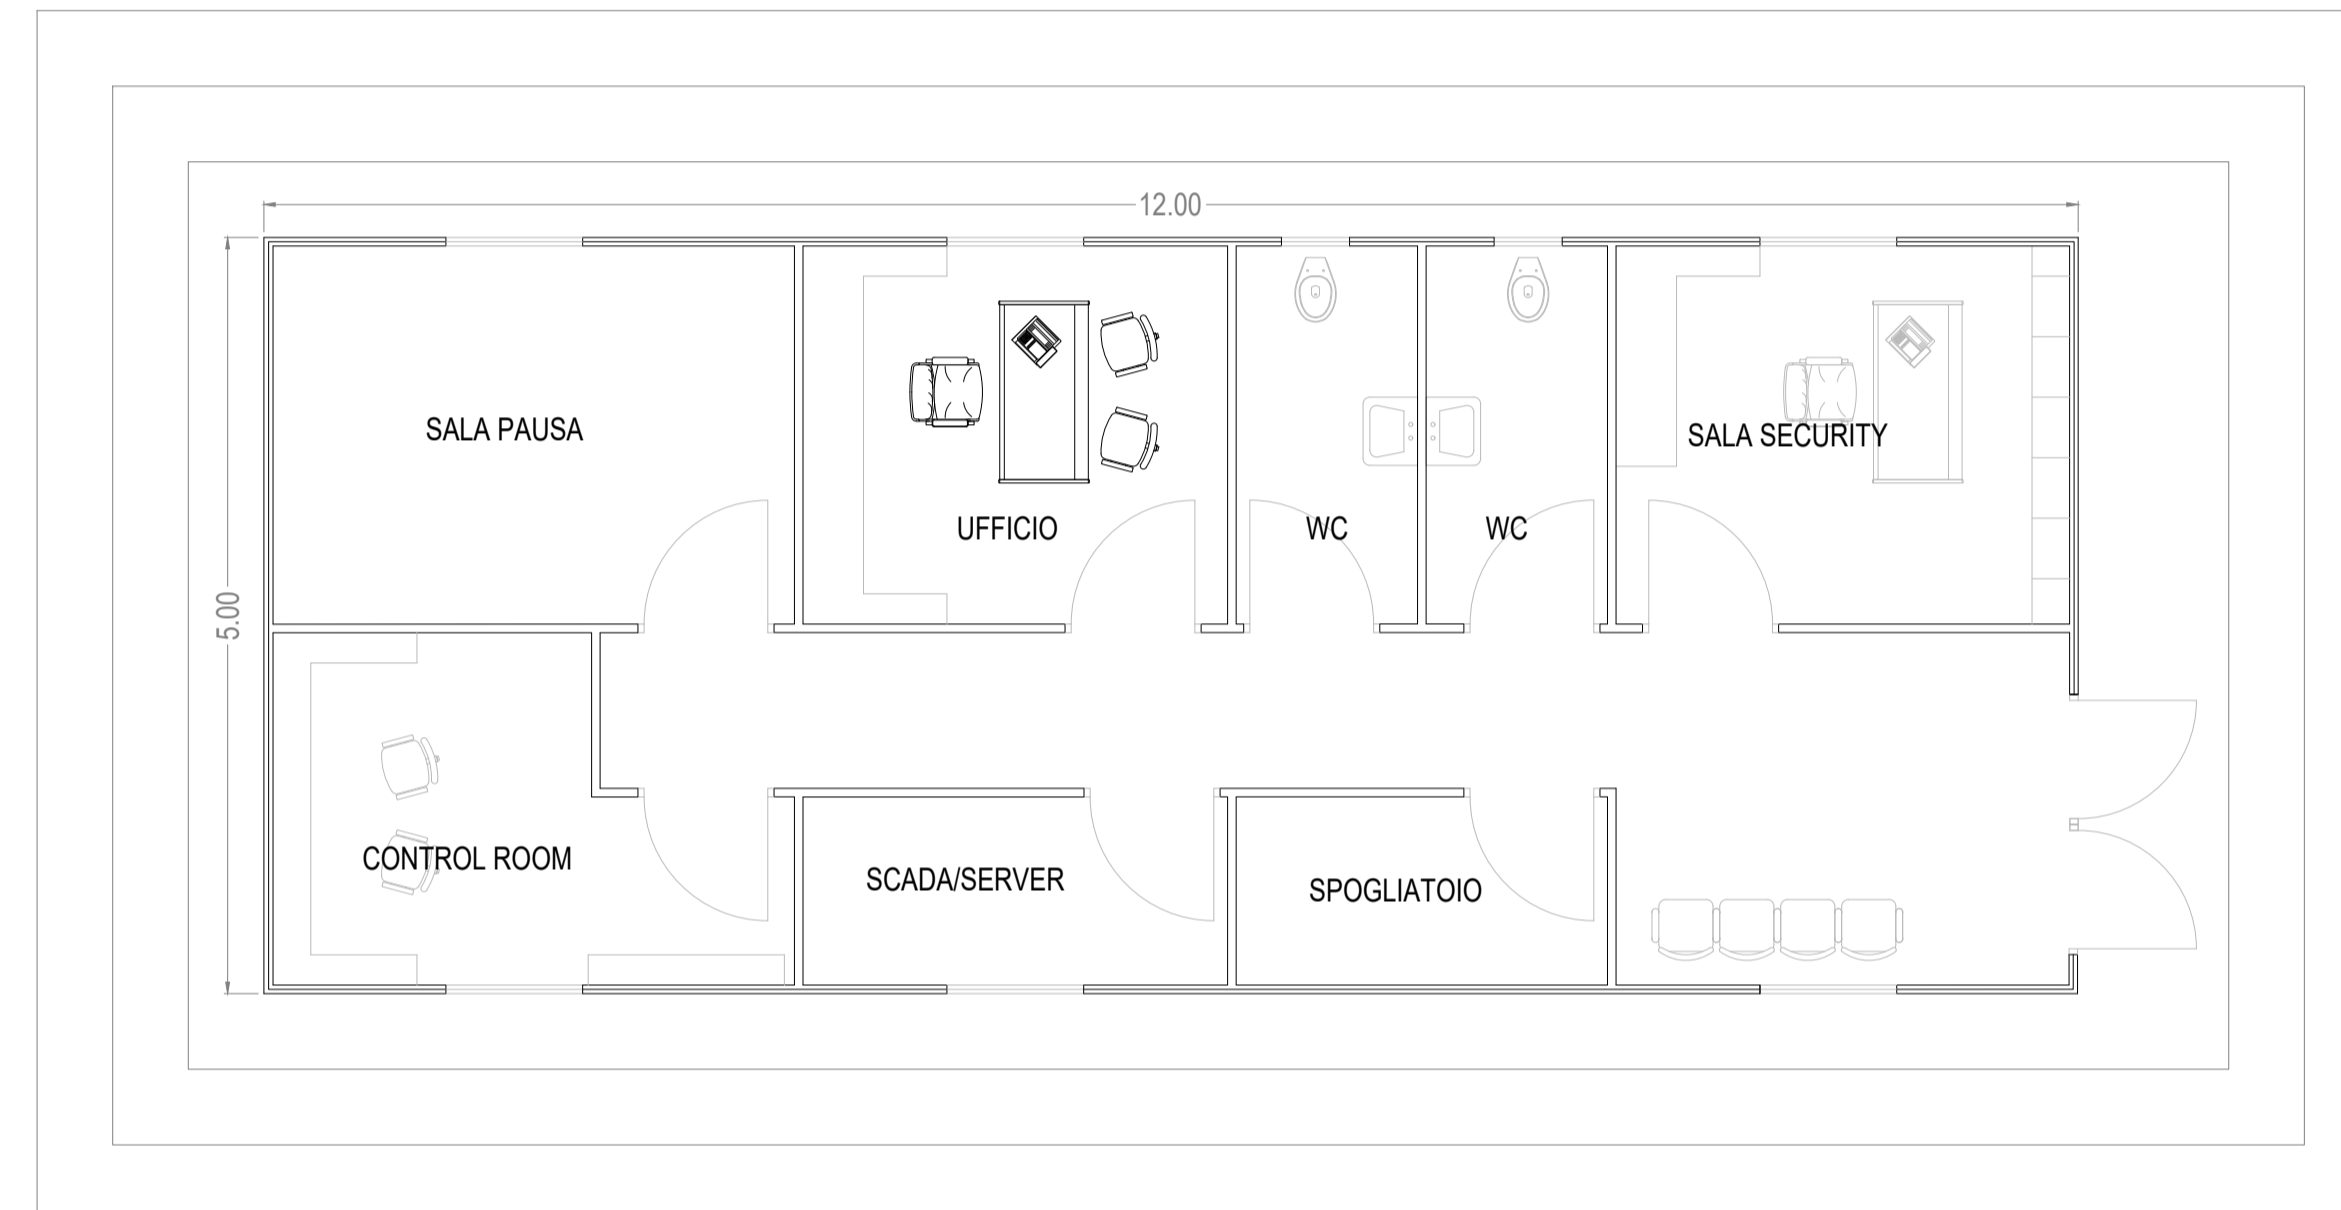 12.00
5.00
SALA PAUSA
UFFICIO
WC
WC
SALA SECURITY
CONTROL ROOM
SCADA/SERVER
SPOGLIATOIO